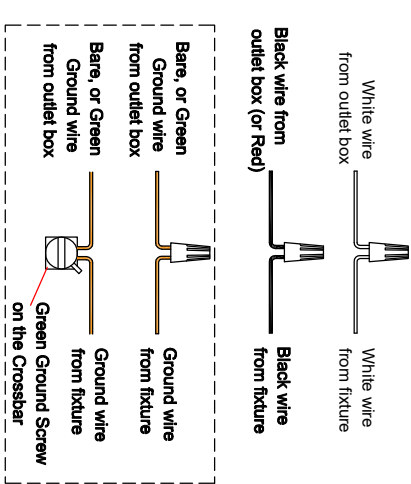 White wire
from outlet box
White wire
from fixture
Black wire from
outlet box (or Red)
Black wire
from fixture
Bare, or Green
Ground wire
from outlet box
Ground wire
from fixture
Bare, or Green
Ground wire
from outlet box
Ground wire
from fixture
Green Ground Screw
on the Crossbar